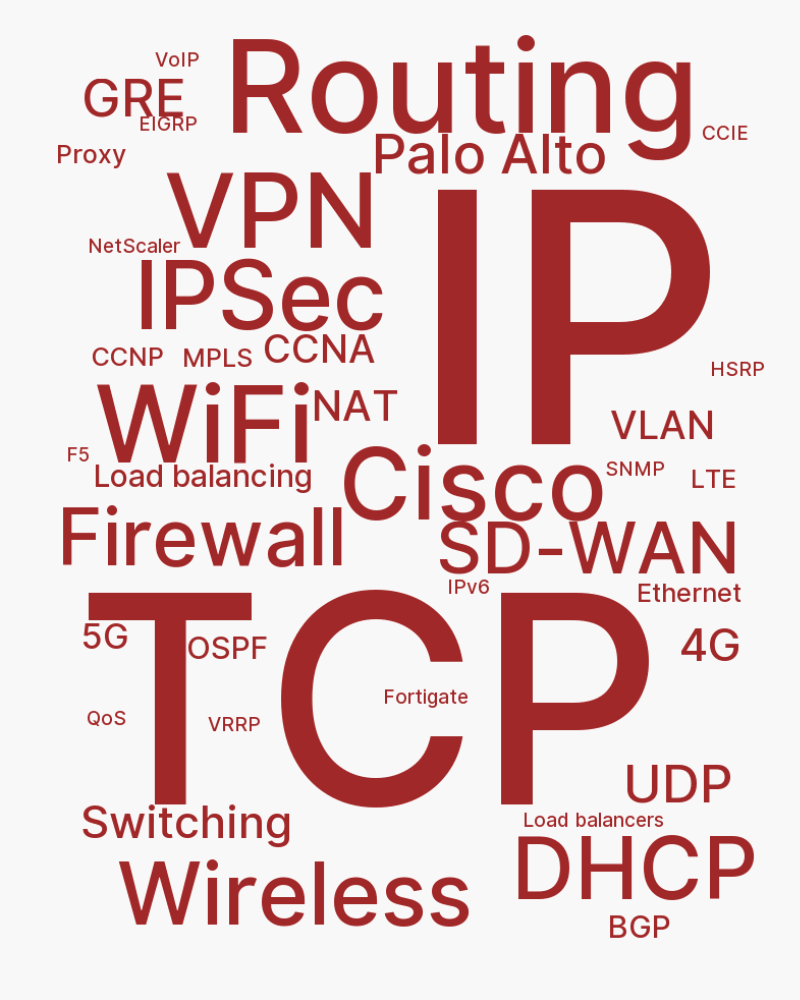 VoIP
Routing
GRE
EIGRP
CCIE
Proxy
Palo Alto
VPN
IP
NetScaler
IPSec
CCNP
MPLS
CCNA
HSRP
WiFi
NAT
VLAN
F5
Load balancing
Cisco
SNMP
LTE
Firewall
SD-WAN
IPv6
Ethernet
TCP
5G
OSPF
4G
Fortigate
QoS
VRRP
UDP
Switching
Load balancers
DHCP
Wireless
BGP